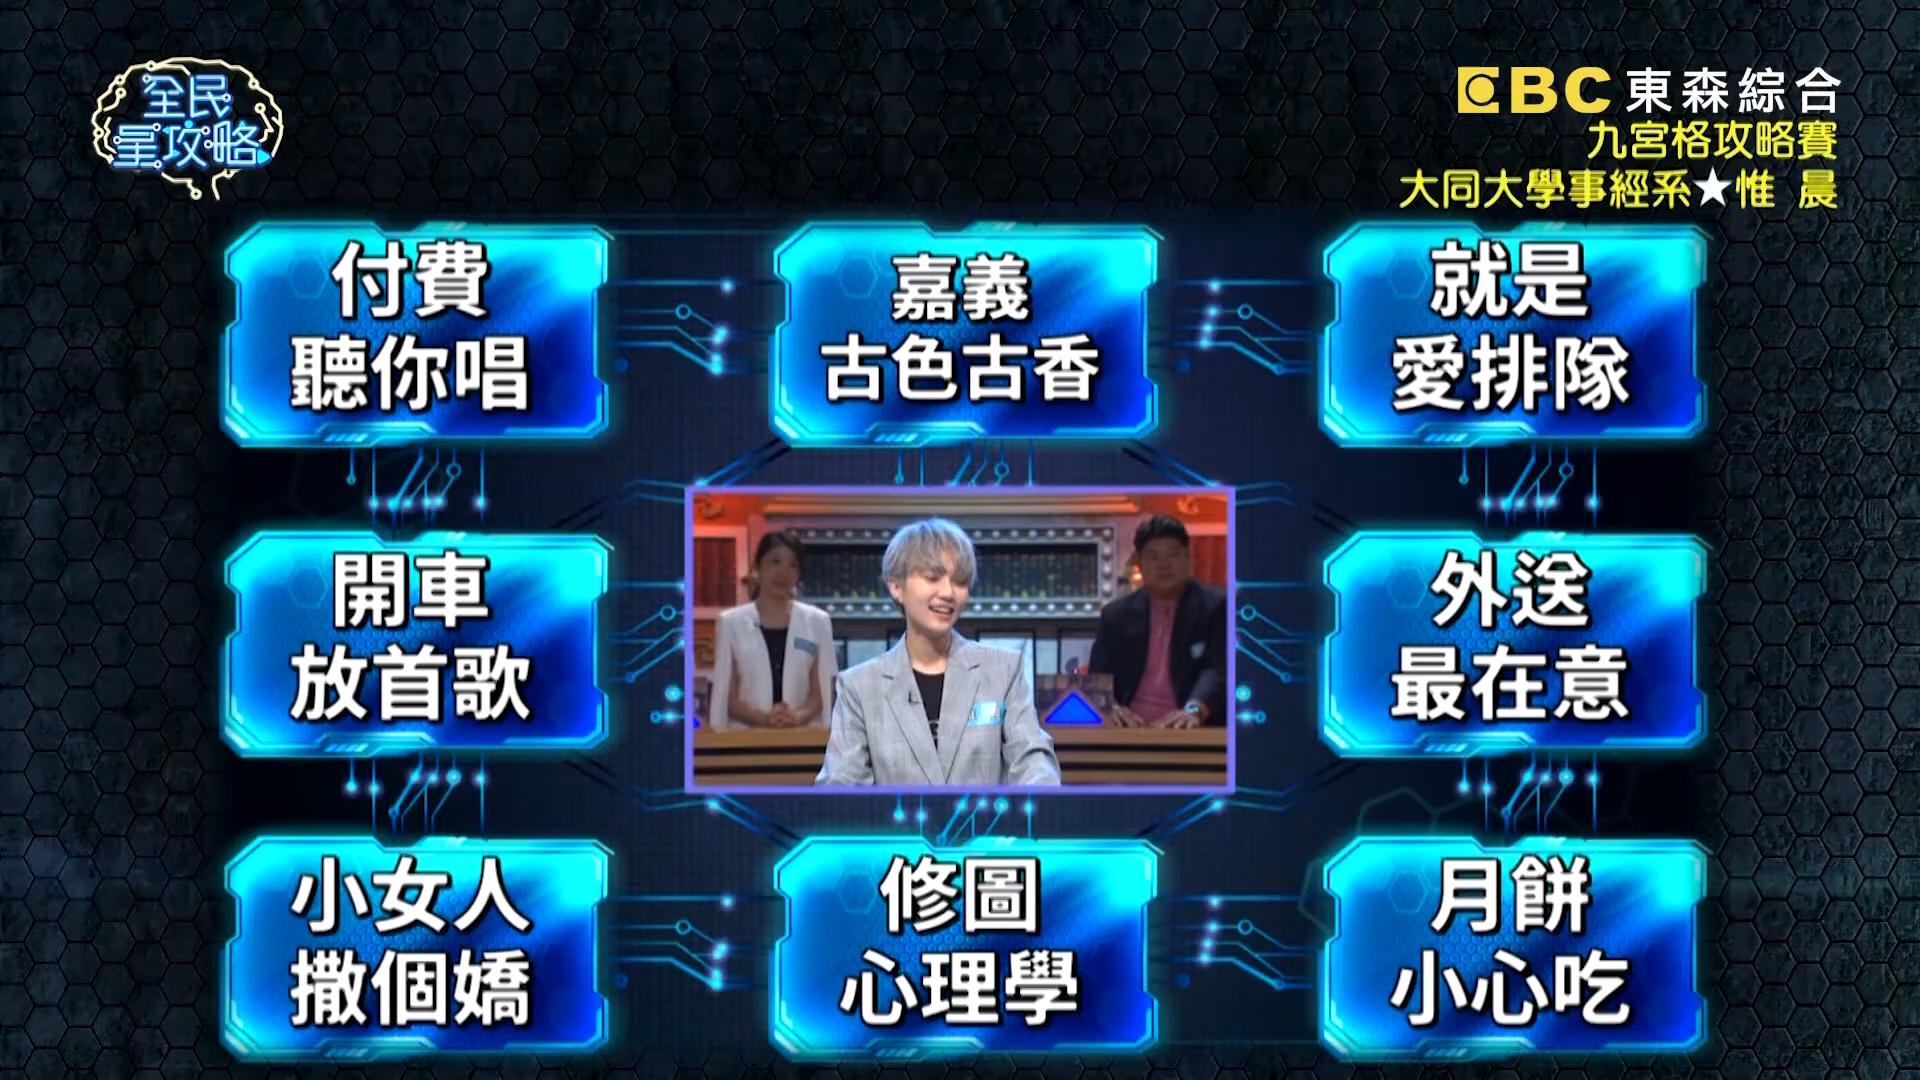 全民
星攻略
EBC 東森綜合
九宮格攻略賽
大同大學事經系★惟 晨
付費
聽你唱
嘉義
古色古香
就是
愛排隊
開車
放首歌
外送
最在意
小女人
撒個嬌
修圖
心理學
月餅
小心吃